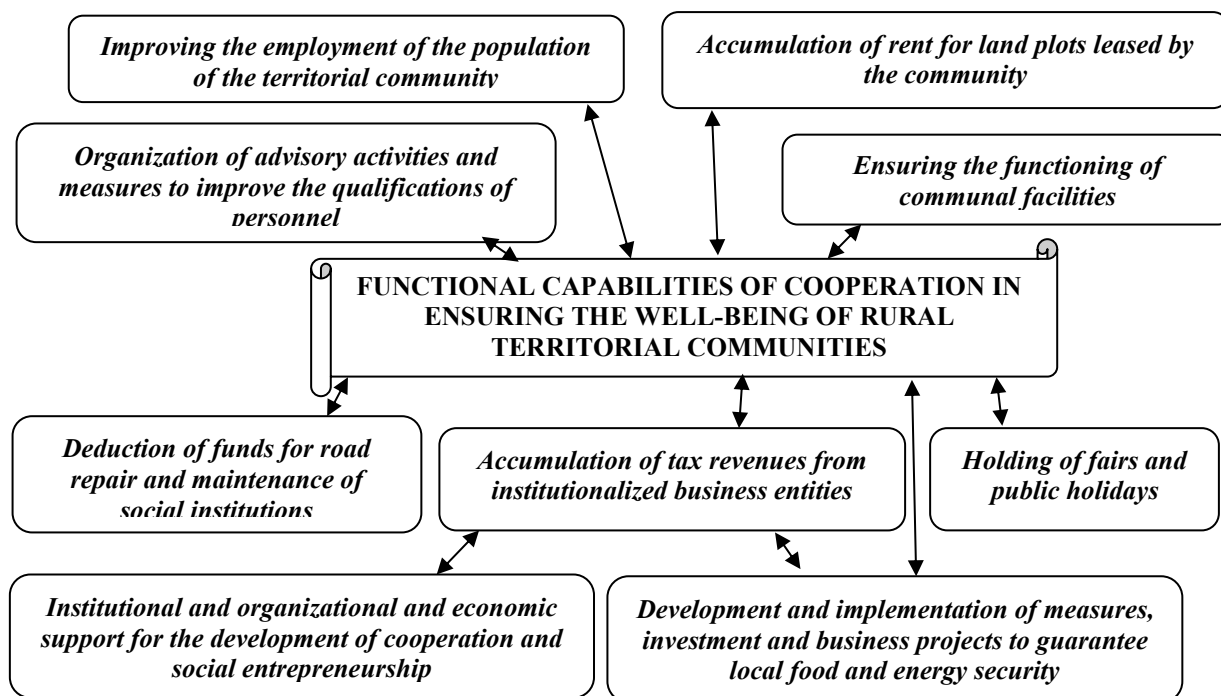 Improving the employment of the population
of the territorial community
Accumulation of rent for land plots leased by
the community
Organization of advisory activities and
measures to improve the qualifications of
personnel
Ensuring the functioning of
communal facilities
FUNCTIONAL CAPABILITIES OF COOPERATION IN
ENSURING THE WELL-BEING OF RURAL
TERRITORIAL COMMUNITIES
Deduction of funds for road
repair and maintenance of
social institutions
Accumulation of tax revenues from
institutionalized business entities
Holding of fairs and
public holidays
Institutional and organizational and economic
support for the development of cooperation and
social entrepreneurship
Development and implementation of measures,
investment and business projects to guarantee
local food and energy security